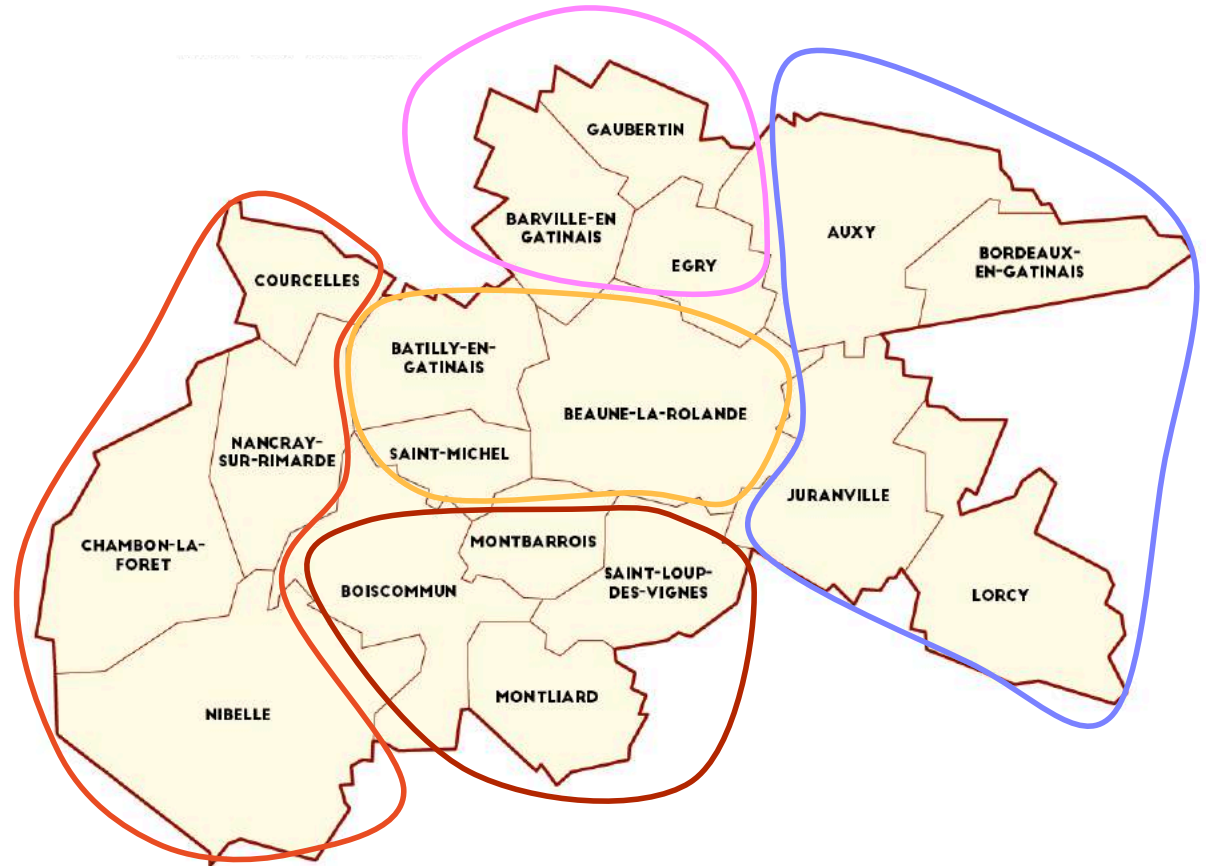 GAUBERTIN
BARVILLE-EN
GATINAIS
EGRY
AUXY
BORDEAUX-
EN-GATINAIS
COURCELLES
BATILLY-EN-
GATINAIS
BEAUNE-LA-ROLANDE
NANCRAY-
SUR-RIMARDE
SAINT-MICHEL
JURANVILLE
CHAMBON-LA-
FORET
MONTBARROIS
BOISCOMMUN
SAINT-LOUP-
DES-VIGNES
LORCY
MONTLIARD
NIBELLE